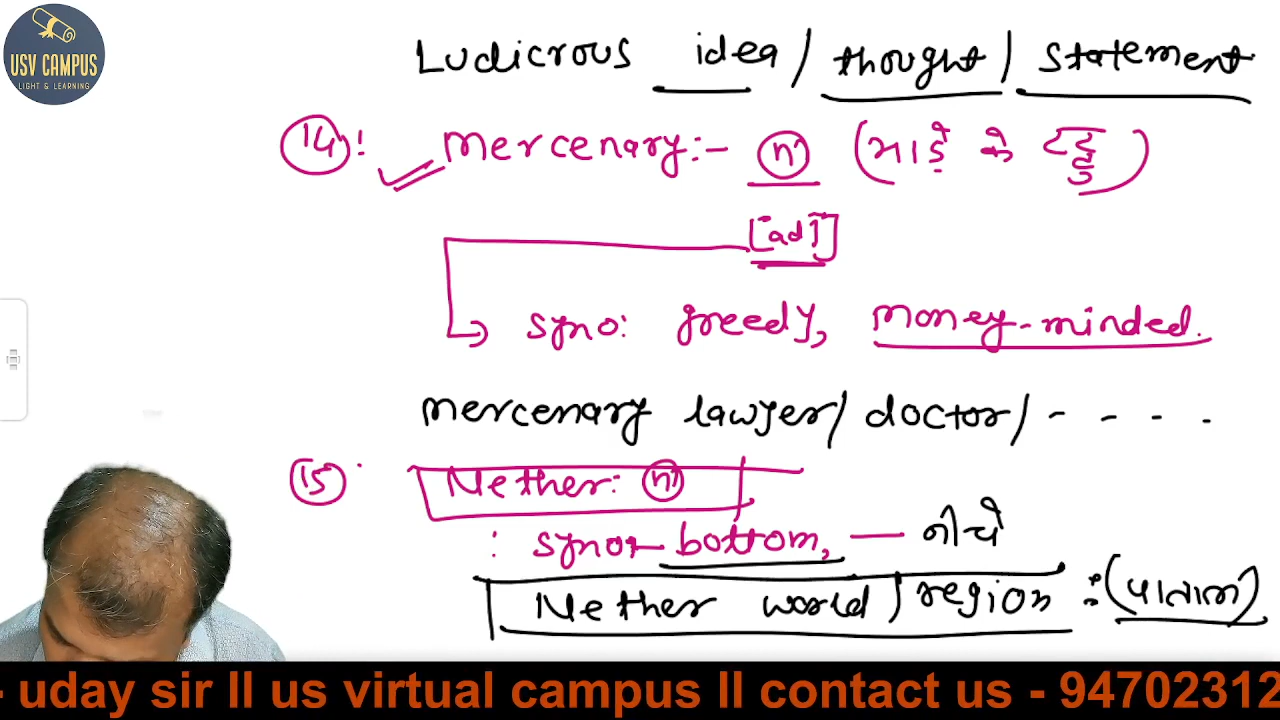 USV CAMPUS
LIGHT & LEARNING
Ludicrous idea / thought / statement
14! mercenary:- n (भाड़े के टट्टू)
[adj]
syno: greedy, money-minded.
mercenary lawyer/ doctor/ - - - -
15 Nether: n
: syno- bottom, — नीचे
Nether world / region :- (पाताल)
- uday sir ll us virtual campus ll contact us - 94702312